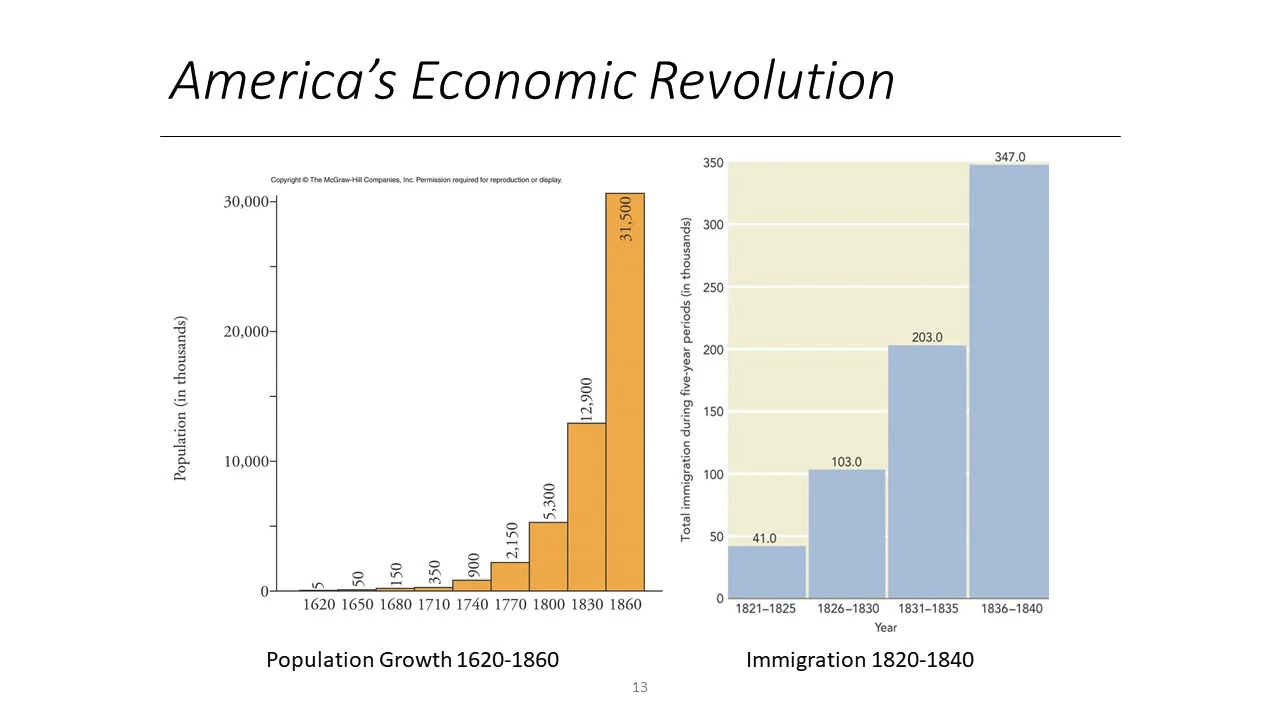 America's Economic Revolution
Copyright © The McGraw-Hill Companies, Inc. Permission required for reproduction or display.
Population (in thousands)
30,000
20,000
10,000
0
5
50
150
350
900
2,150
5,300
12,900
31,500
1620 1650 1680 1710 1740 1770 1800 1830 1860
Population Growth 1620-1860
Total immigration during five-year periods (in thousands)
350
300
250
200
150
100
50
0
41.0
103.0
203.0
347.0
1821–1825 1826–1830 1831–1835 1836–1840
Year
Immigration 1820-1840
13